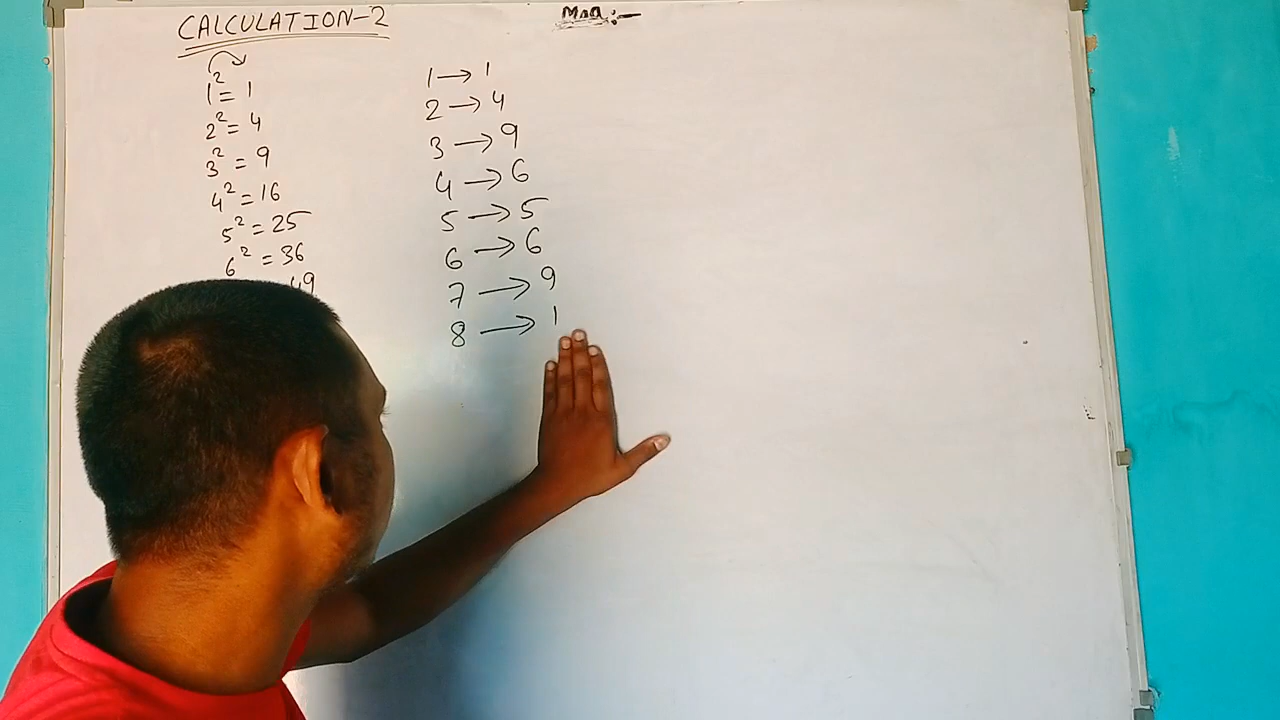 CALCULATION-2
1² = 1
2² = 4
3² = 9
4² = 16
5² = 25
6² = 36
49
1 → 1
2 → 4
3 → 9
4 → 6
5 → 5
6 → 6
7 → 9
8 → 1